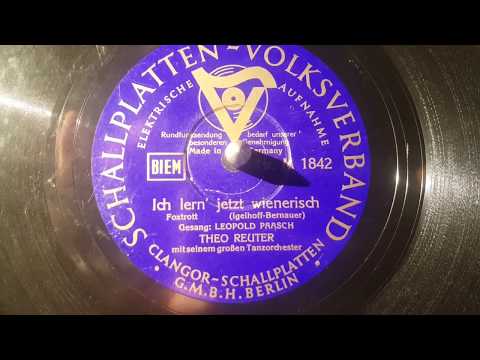 SCHALLPLATTEN-VOLKSVERBAND
ELEKTRISCHE AUFNAHME
V
Rundfunksendung bedarf unserer
besonderen Genehmigung
Made in Germany
BIEM
1842
Ich lern' jetzt wienerisch
Foxtrott (Igelhoff-Bernauer)
Gesang: LEOPOLD PAASCH
THEO REUTER
mit seinem großen Tanzorchester
CLANGOR-SCHALLPLATTEN
G.M.B.H. BERLIN